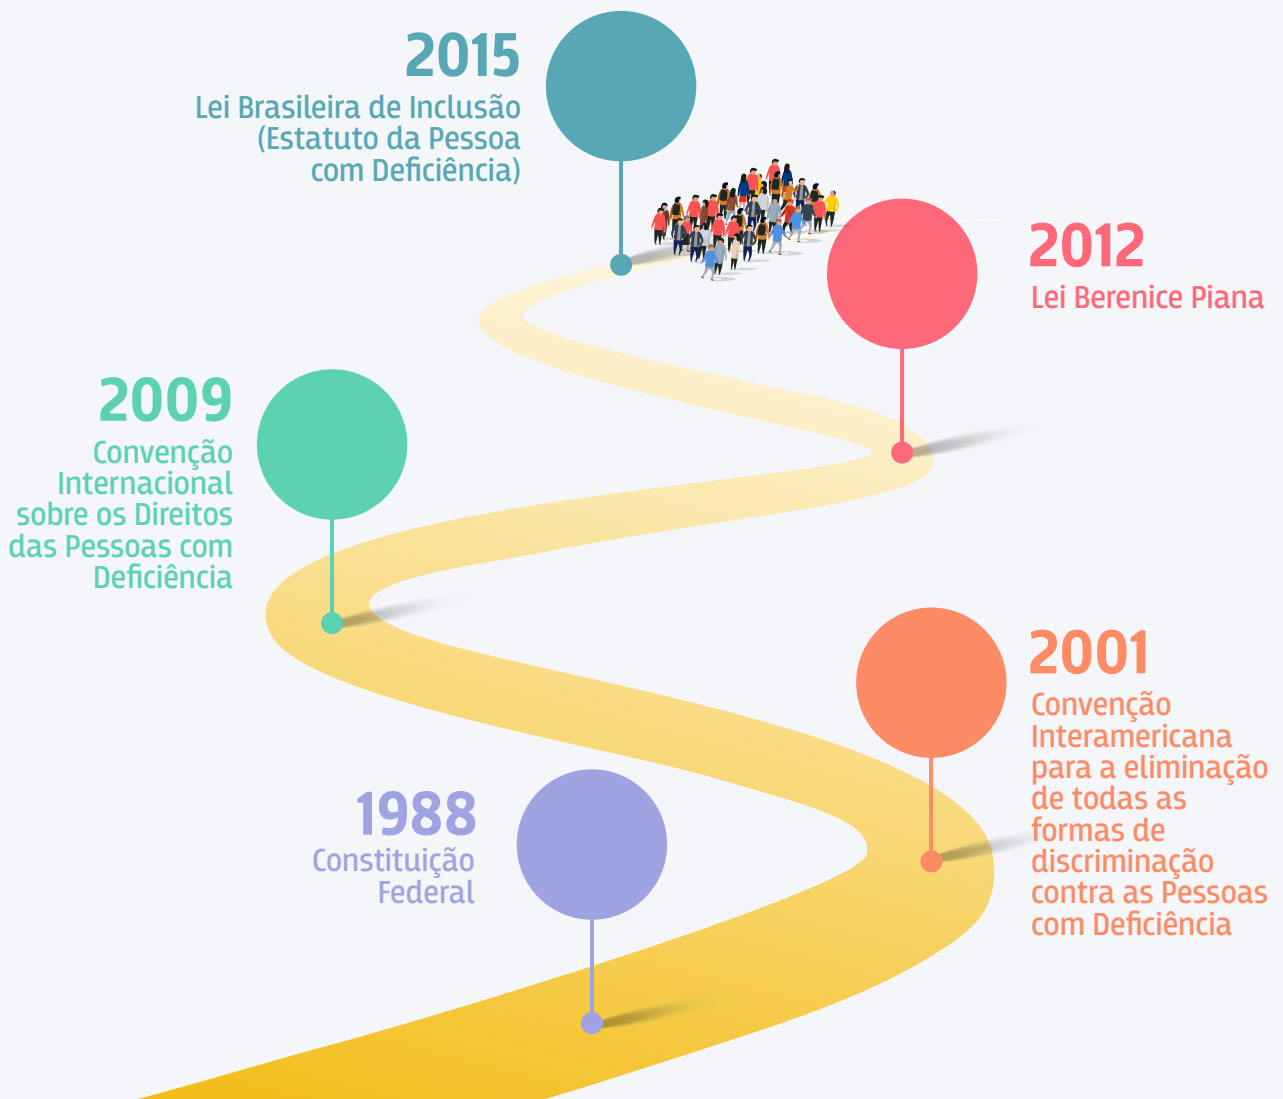 2015
Lei Brasileira de Inclusão
(Estatuto da Pessoa
com Deficiência)
2012
Lei Berenice Piana
2009
Convenção
Internacional
sobre os Direitos
das Pessoas com
Deficiência
2001
Convenção
Interamericana
para a eliminação
de todas as
formas de
discriminação
contra as Pessoas
com Deficiência
1988
Constituição
Federal